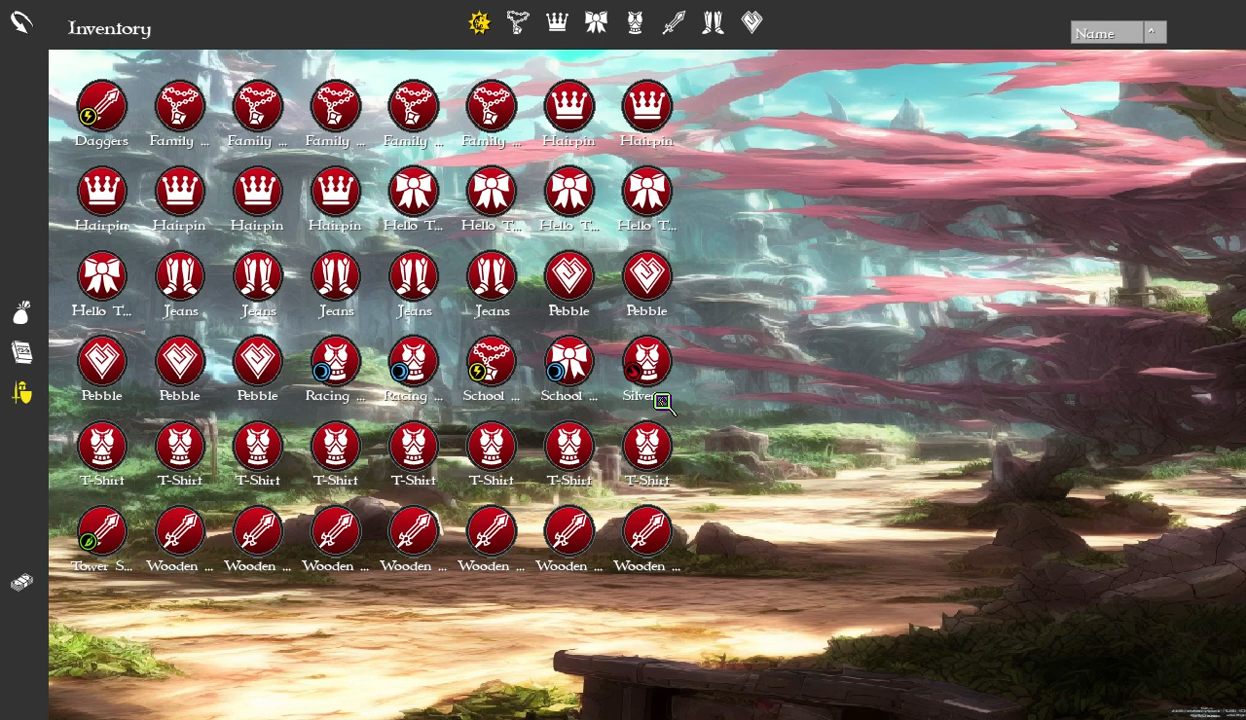 Inventory
Name ^
Daggers Family ... Family ... Family ... Family ... Family ... Hairpin Hairpin
Hairpin Hairpin Hairpin Hairpin Hello T... Hello T... Hello T... Hello T...
Hello T... Jeans Jeans Jeans Jeans Jeans Pebble Pebble
Pebble Pebble Pebble Racing ... Racing ... School ... School ... Silve
T-Shirt T-Shirt T-Shirt T-Shirt T-Shirt T-Shirt T-Shirt T-Shirt
Tower S... Wooden ... Wooden ... Wooden ... Wooden ... Wooden ... Wooden ... Wooden ...